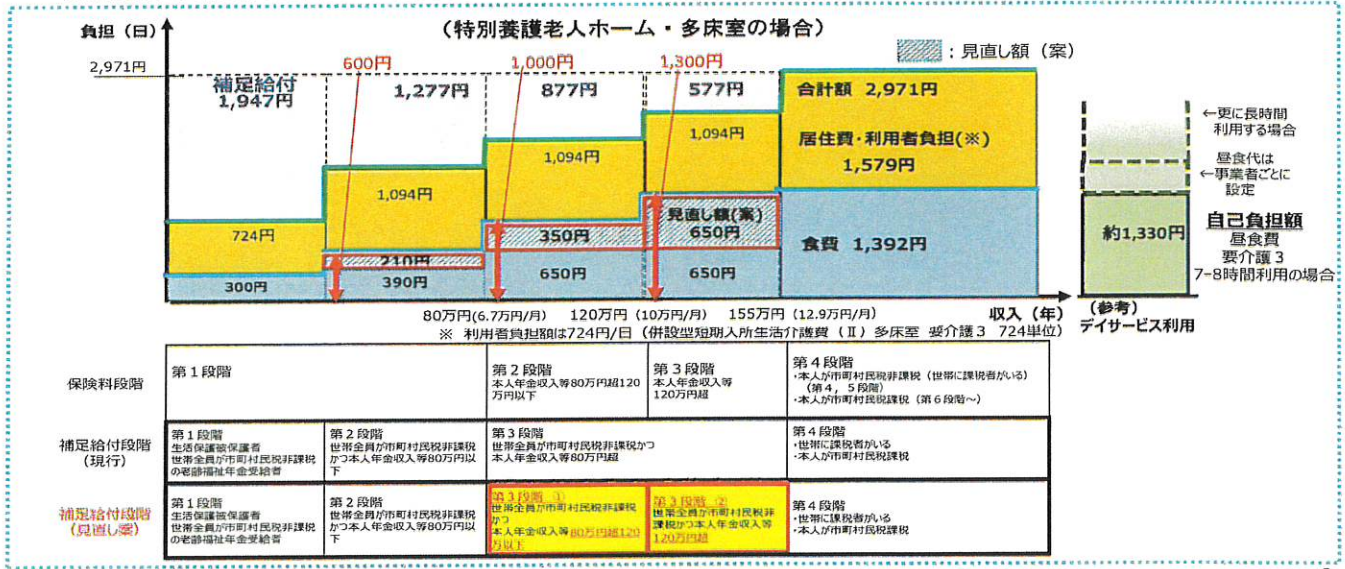 (特別養護老人ホーム・多床室の場合)
負担(日)
:見直し額(案)
2,971円
600円
1,000円
1,300円
補足給付
1,947円
1,277円
877円
577円
合計額 2,971円
居住費・利用者負担(※)
1,579円
食費 1,392円
724円
300円
1,094円
210円
390円
1,094円
350円
650円
1,094円
見直し額(案)
650円
650円
←更に長時間
利用する場合
昼食代は
←事業者ごとに
設定
約1,330円
自己負担額
昼食費
要介護3
7-8時間利用の場合
(参考)
デイサービス利用
80万円(6.7万円/月) 120万円(10万円/月) 155万円(12.9万円/月) 収入(年)
※ 利用者負担額は724円/日(併設型短期入所生活介護費(Ⅱ)多床室 要介護3 724単位)
保険料段階
第1段階
第2段階
本人年金収入等80万円超120
万円以下
第3段階
本人年金収入等
120万円超
第4段階
・本人が市町村民税非課税(世帯に課税者がいる)
(第4,5段階)
・本人が市町村民税課税(第6段階~)
補足給付段階
(現行)
第1段階
生活保護被保護者
世帯全員が市町村民税非課税
の老齢福祉年金受給者
第2段階
世帯全員が市町村民税非課税
かつ本人年金収入等80万円以
下
第3段階
世帯全員が市町村民税非課税かつ
本人年金収入等80万円超
第4段階
・世帯に課税者がいる
・本人が市町村民税課税
補足給付段階
(見直し案)
第1段階
生活保護被保護者
世帯全員が市町村民税非課税
の老齢福祉年金受給者
第2段階
世帯全員が市町村民税非課税
かつ本人年金収入等80万円以
下
第3段階 ①
世帯全員が市町村民税非課税
かつ
本人年金収入等80万円超120
万以下
第3段階 ②
世帯全員が市町村民税非
課税かつ本人年金収入等
120万円超
第4段階
・世帯に課税者がいる
・本人が市町村民税課税